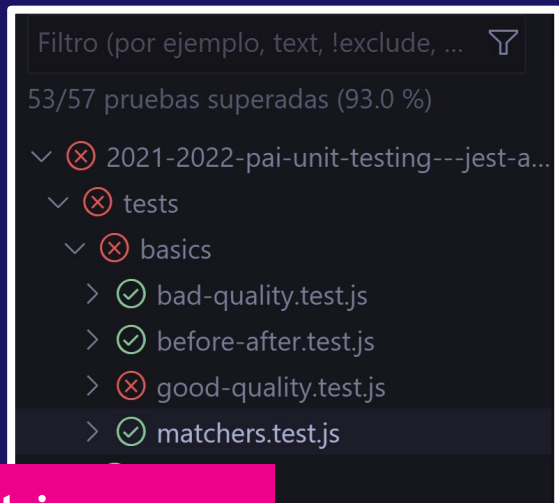 Filtro (por ejemplo, text, !exclude, ...
53/57 pruebas superadas (93.0 %)
2021-2022-pai-unit-testing---jest-a...
tests
basics
bad-quality.test.js
before-after.test.js
good-quality.test.js
matchers.test.js